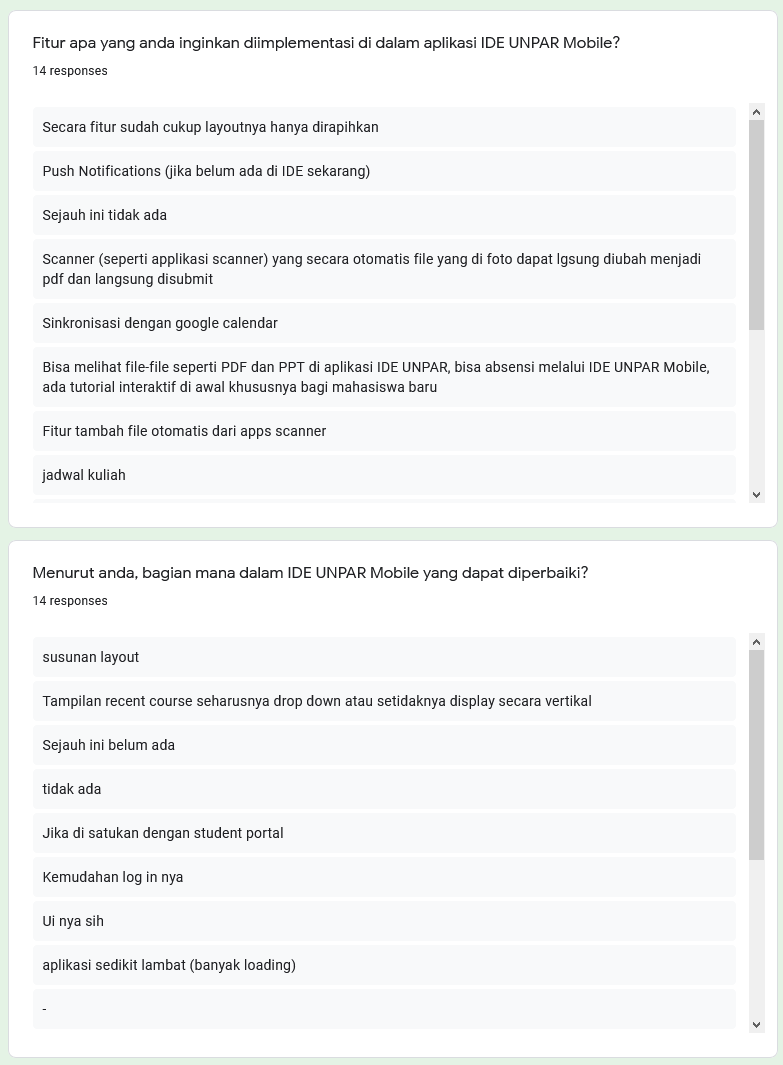 Fitur apa yang anda inginkan diimplementasi di dalam aplikasi IDE UNPAR Mobile?
14 responses
Secara fitur sudah cukup layoutnya hanya dirapihkan
Push Notifications (jika belum ada di IDE sekarang)
Sejauh ini tidak ada
Scanner (seperti applikasi scanner) yang secara otomatis file yang di foto dapat lgsung diubah menjadi
pdf dan langsung disubmit
Sinkronisasi dengan google calendar
Bisa melihat file-file seperti PDF dan PPT di aplikasi IDE UNPAR, bisa absensi melalui IDE UNPAR Mobile,
ada tutorial interaktif di awal khususnya bagi mahasiswa baru
Fitur tambah file otomatis dari apps scanner
jadwal kuliah
Menurut anda, bagian mana dalam IDE UNPAR Mobile yang dapat diperbaiki?
14 responses
susunan layout
Tampilan recent course seharusnya drop down atau setidaknya display secara vertikal
Sejauh ini belum ada
tidak ada
Jika di satukan dengan student portal
Kemudahan log in nya
Ui nya sih
aplikasi sedikit lambat (banyak loading)
-